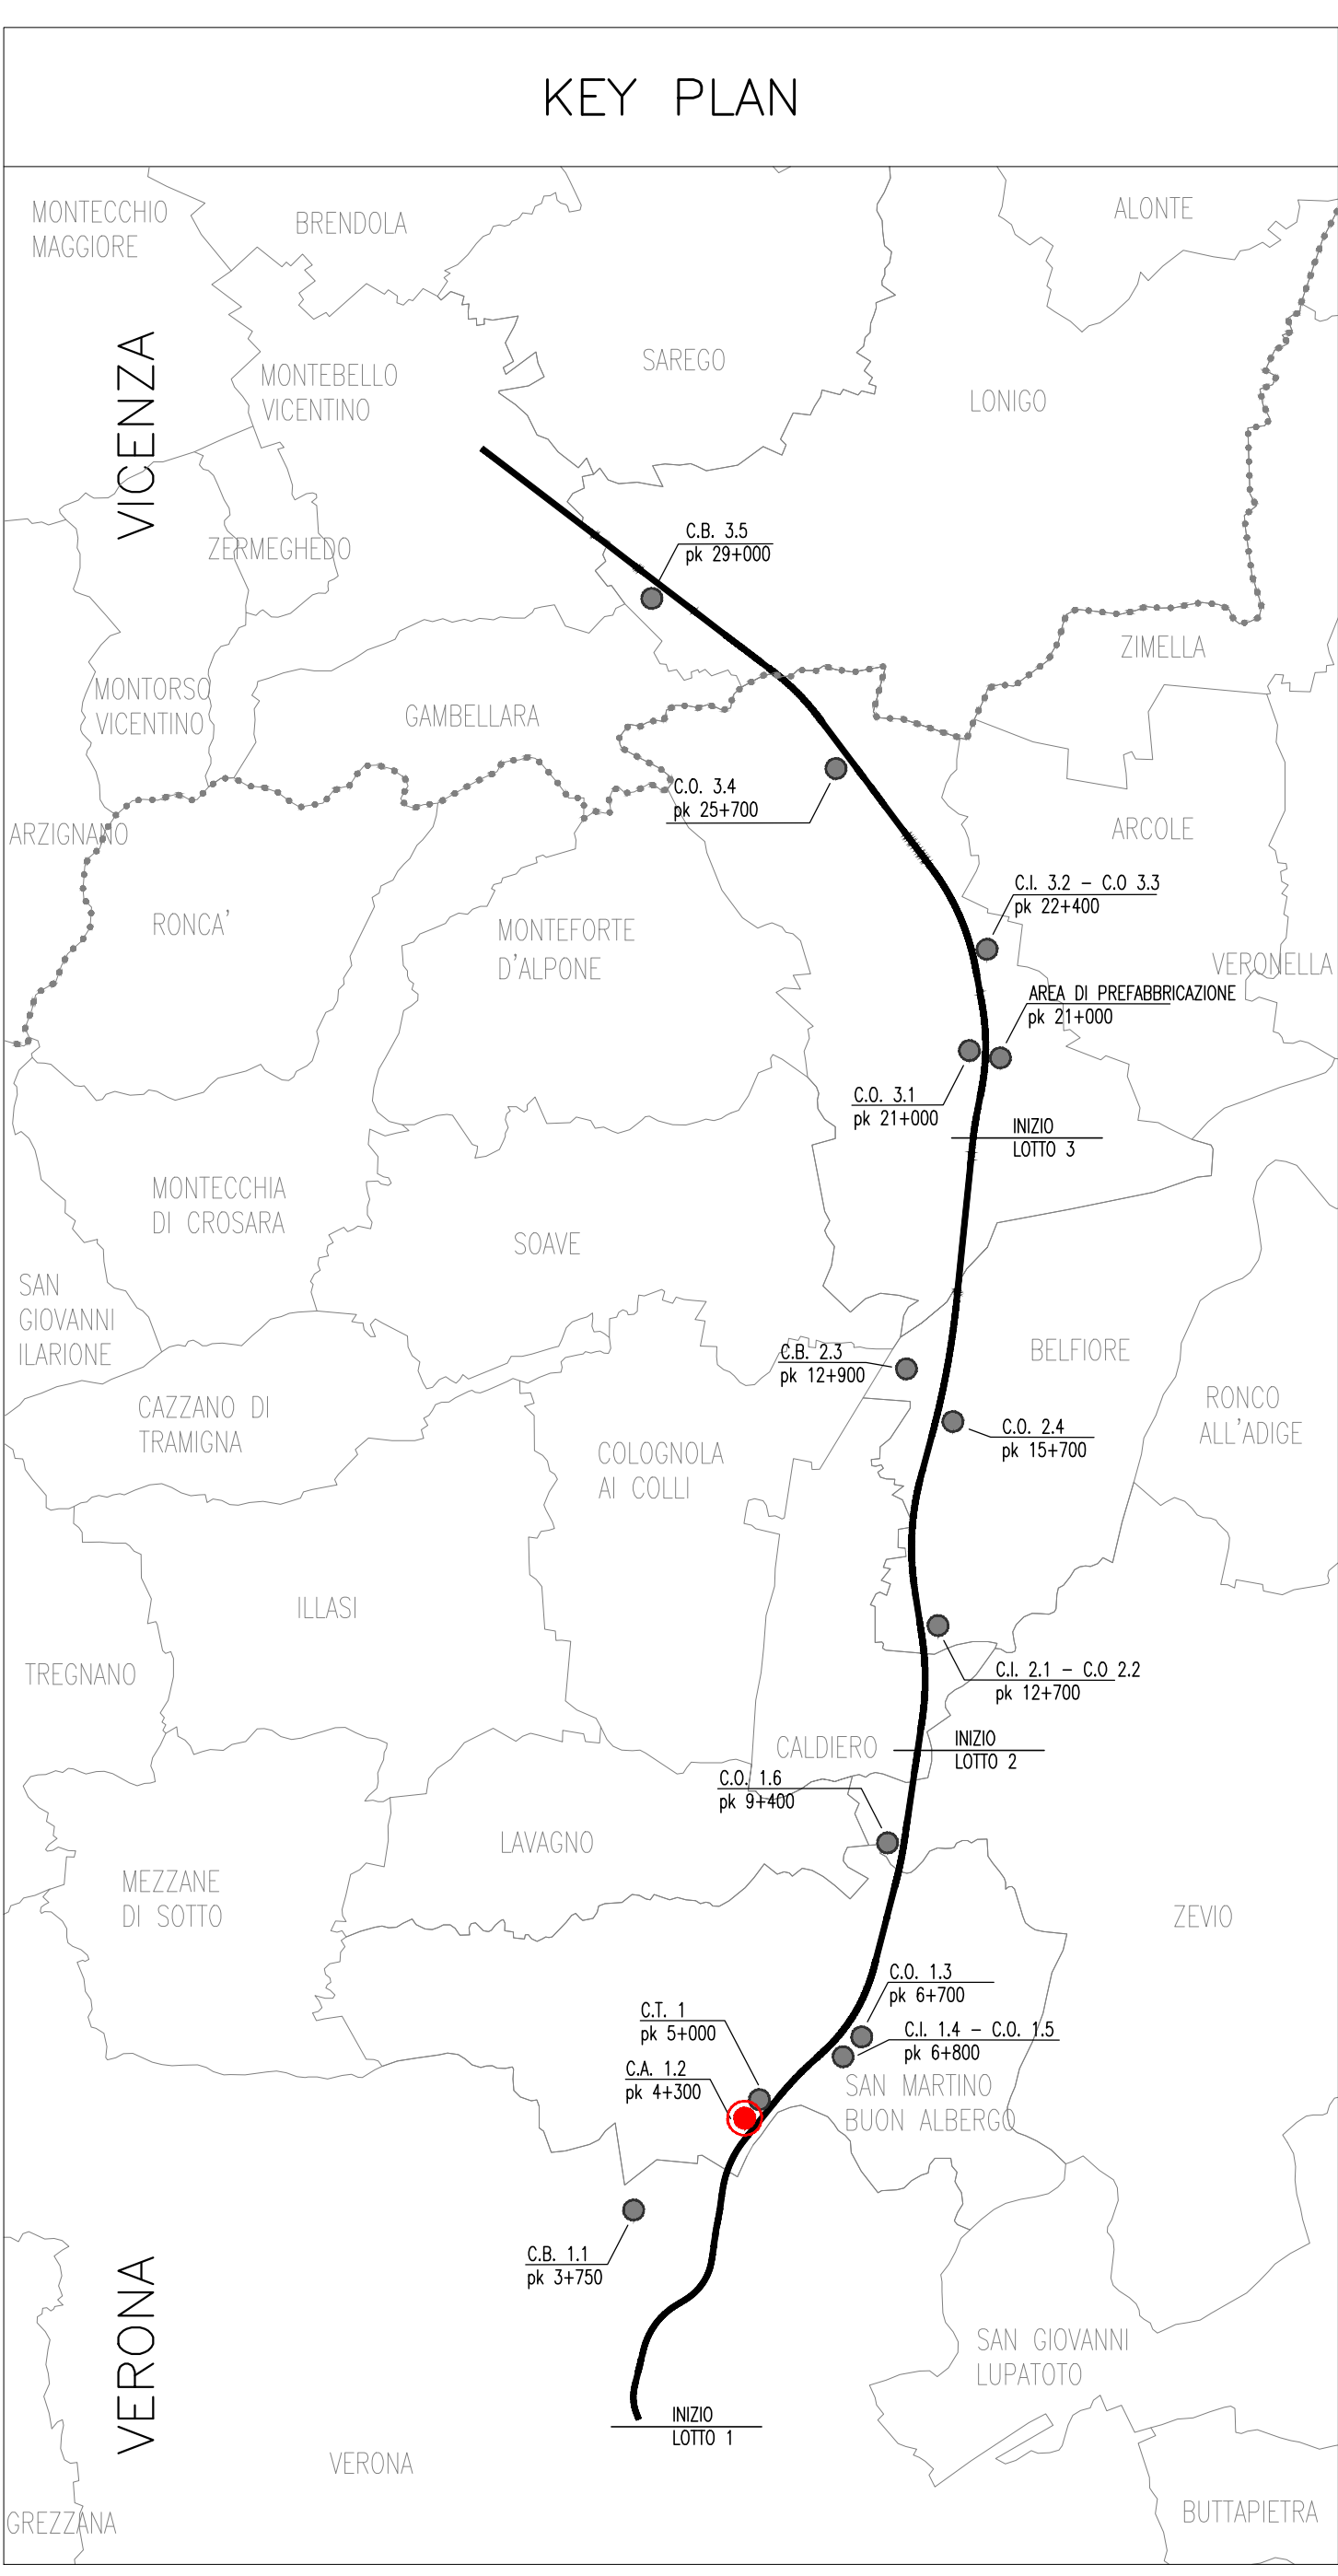 KEY PLAN
MONTECCHIO
MAGGIORE
BRENDOLA
ALONTE
VICENZA
SAREGO
MONTEBELLO
VICENTINO
LONIGO
C.B. 3.5
pk 29+000
ZERMEGHEDO
ZIMELLA
MONTORSO
VICENTINO
GAMBELLARA
C.O. 3.4
pk 25+700
ARZIGNANO
ARCOLE
C.I. 3.2 - C.O 3.3
pk 22+400
RONCA'
MONTEFORTE
D'ALPONE
VERONELLA
AREA DI PREFABBRICAZIONE
pk 21+000
C.O. 3.1
pk 21+000
INIZIO
LOTTO 3
MONTECCHIA
DI CROSARA
SOAVE
SAN
GIOVANNI
ILARIONE
BELFIORE
C.B. 2.3
pk 12+900
CAZZANO DI
TRAMIGNA
RONCO
ALL'ADIGE
C.O. 2.4
pk 15+700
COLOGNOLA
AI COLLI
ILLASI
TREGNANO
C.I. 2.1 - C.O 2.2
pk 12+700
CALDIERO
INIZIO
LOTTO 2
C.O. 1.6
pk 9+400
LAVAGNO
MEZZANE
DI SOTTO
ZEVIO
C.O. 1.3
pk 6+700
C.T. 1
pk 5+000
C.I. 1.4 - C.O. 1.5
pk 6+800
C.A. 1.2
pk 4+300
SAN MARTINO
BUON ALBERGO
C.B. 1.1
pk 3+750
VERONA
SAN GIOVANNI
LUPATOTO
INIZIO
LOTTO 1
VERONA
GREZZANA
BUTTAPIETRA